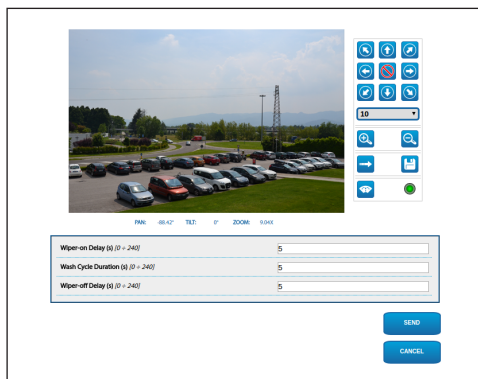 10
PAN: -88.42° TILT: 0° ZOOM: 9.04X
Wiper-on Delay (s) [0 ÷ 240] 5
Wash Cycle Duration (s) [0 ÷ 240] 5
Wiper-off Delay (s) [0 ÷ 240] 5
SEND
CANCEL